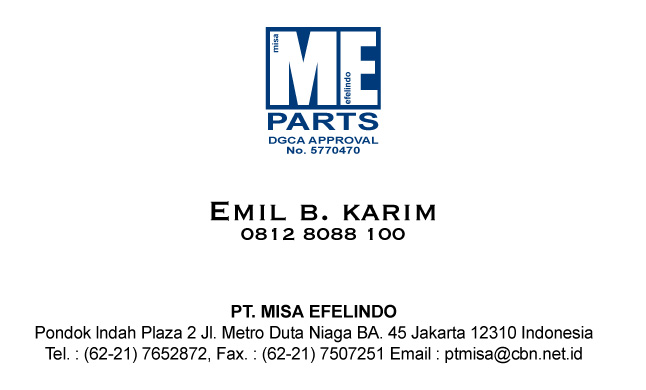 misa
ME
efelindo
PARTS
DGCA APPROVAL
No. 5770470
EMIL B. KARIM
0812 8088 100
PT. MISA EFELINDO
Pondok Indah Plaza 2 Jl. Metro Duta Niaga BA. 45 Jakarta 12310 Indonesia
Tel. : (62-21) 7652872, Fax. : (62-21) 7507251 Email : ptmisa@cbn.net.id